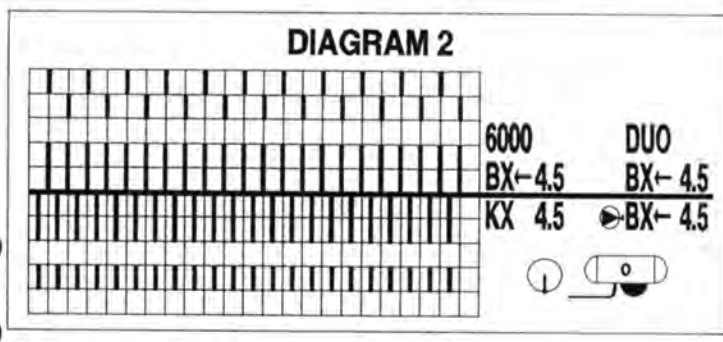 DIAGRAM 2
6000 DUO
BX←4.5 BX← 4.5
KX 4.5 BX← 4.5